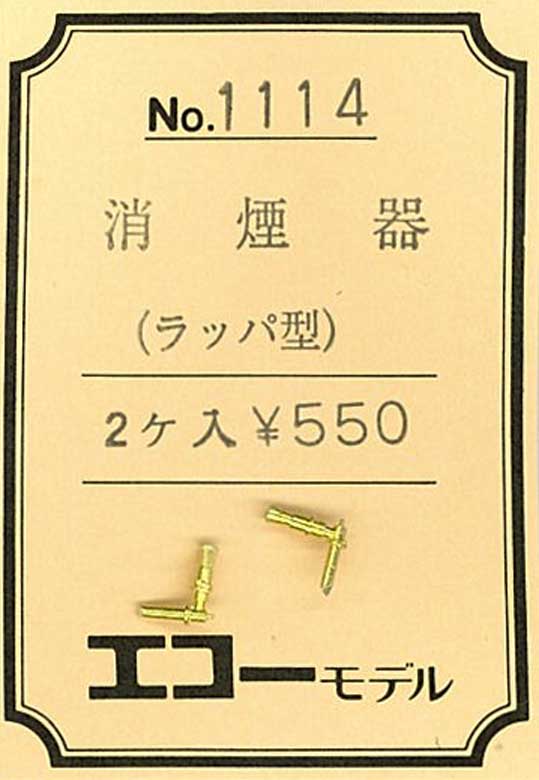 No.1114
消煙器
(ラッパ型)
2ケ入¥550
エコーモデル